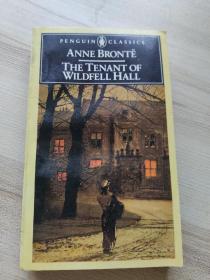 PENGUIN CLASSICS
ANNE BRONTË
THE TENANT OF
WILDFELL HALL